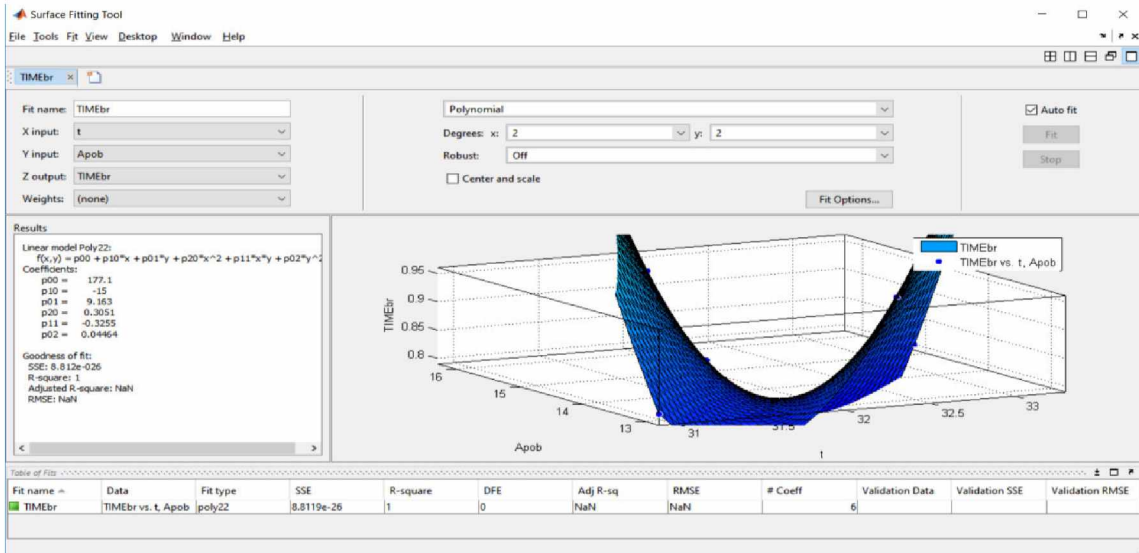 Surface Fitting Tool
File Tools Fit View Desktop Window Help
TIMEbr
Fit name: TIMEbr
X input: t
Y input: Apob
Z output: TIMEbr
Weights: (none)
Polynomial
Degrees: x: 2 y: 2
Robust: Off
Center and scale
Fit Options...
Auto fit
Fit
Stop
Results
Linear model Poly22:
f(x,y) = p00 + p10*x + p01*y + p20*x^2 + p11*x*y + p02*y^2
Coefficients:
p00 = 177.1
p10 = -15
p01 = 9.163
p20 = 0.3051
p11 = -0.3255
p02 = 0.04464
Goodness of fit:
SSE: 8.812e-026
R-square: 1
Adjusted R-square: NaN
RMSE: NaN
TIMEbr
TIMEbr vs. t, Apob
TIMEbr
0.95
0.9
0.85
0.8
16
15
14
13
Apob
31
31.5
32
32.5
33
t
Table of Fits
Fit name Data Fit type SSE R-square DFE Adj R-sq RMSE # Coeff Validation Data Validation SSE Validation RMSE
TIMEbr TIMEbr vs. t, Apob poly22 8.8119e-26 1 0 NaN NaN 6